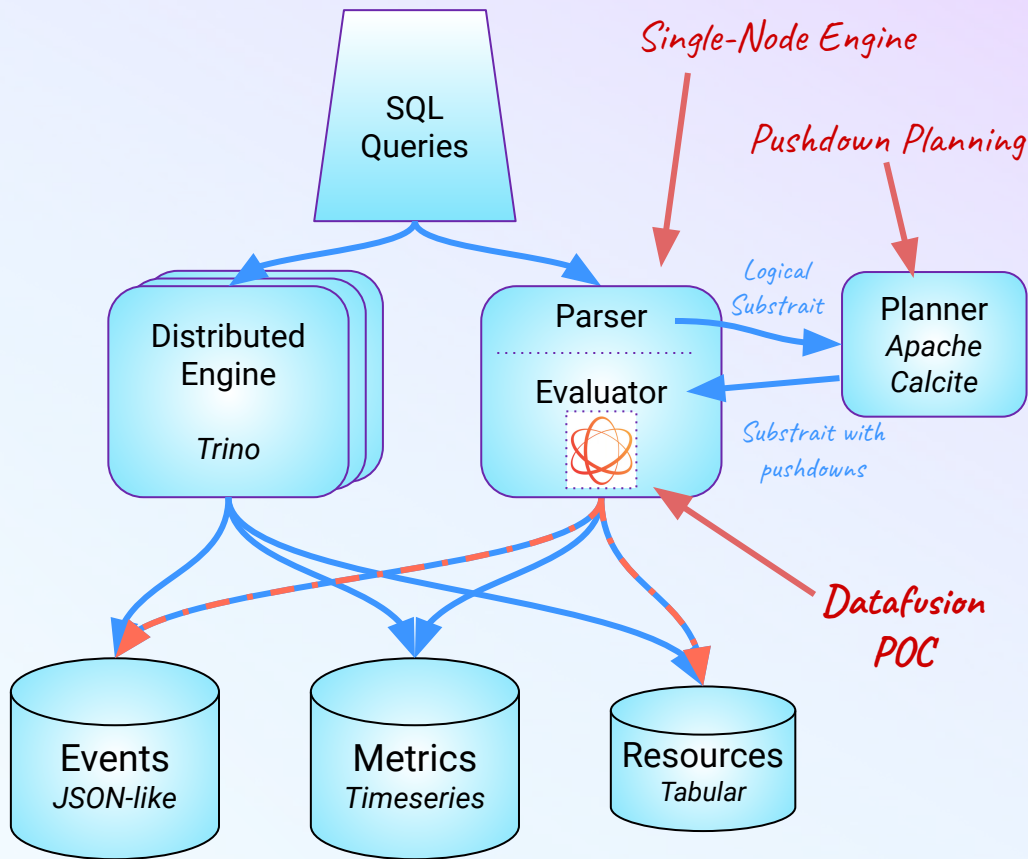 Single-Node Engine
SQL
Queries
Pushdown Planning
Logical
Substrait
Distributed
Engine
Trino
Parser
Evaluator
Planner
Apache
Calcite
Substrait with
pushdowns
Datafusion
POC
Events
JSON-like
Metrics
Timeseries
Resources
Tabular